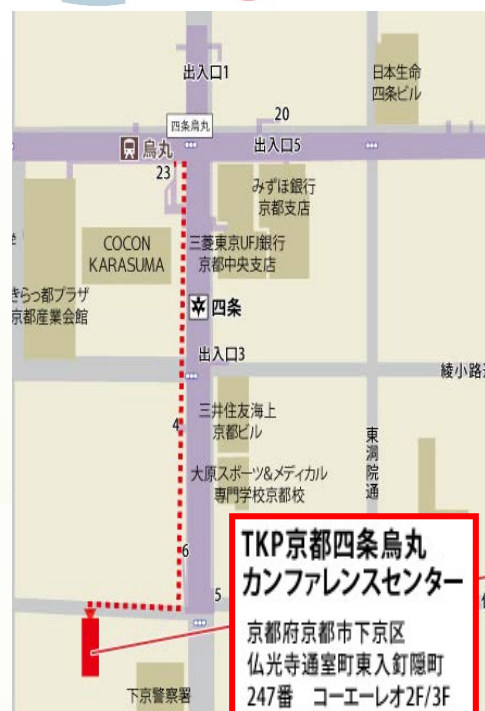 出入口1
日本生命
四条ビル
四条烏丸
20
烏丸
出入口5
23
みずほ銀行
京都支店
COCON
KARASUMA
三菱東京UFJ銀行
京都中央支店
きらっ都プラザ
京都産業会館
四条
出入口3
綾小路
三井住友海上
京都ビル
4
東洞院通
大原スポーツ&メディカル
専門学校京都校
6
5
TKP京都四条烏丸
カンファレンスセンター
京都府京都市下京区
仏光寺通室町東入釘隠町
247番 コーエーレオ2F/3F
下京警察署